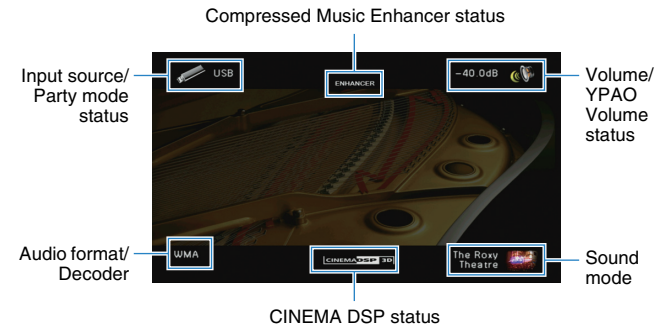 Compressed Music Enhancer status
Input source/
Party mode
status
USB
ENHANCER
-40.0dB
Volume/
YPAO
Volume
status
Audio format/
Decoder
WMA
CINEMA DSP 3D
The Roxy
Theatre
Sound
mode
CINEMA DSP status